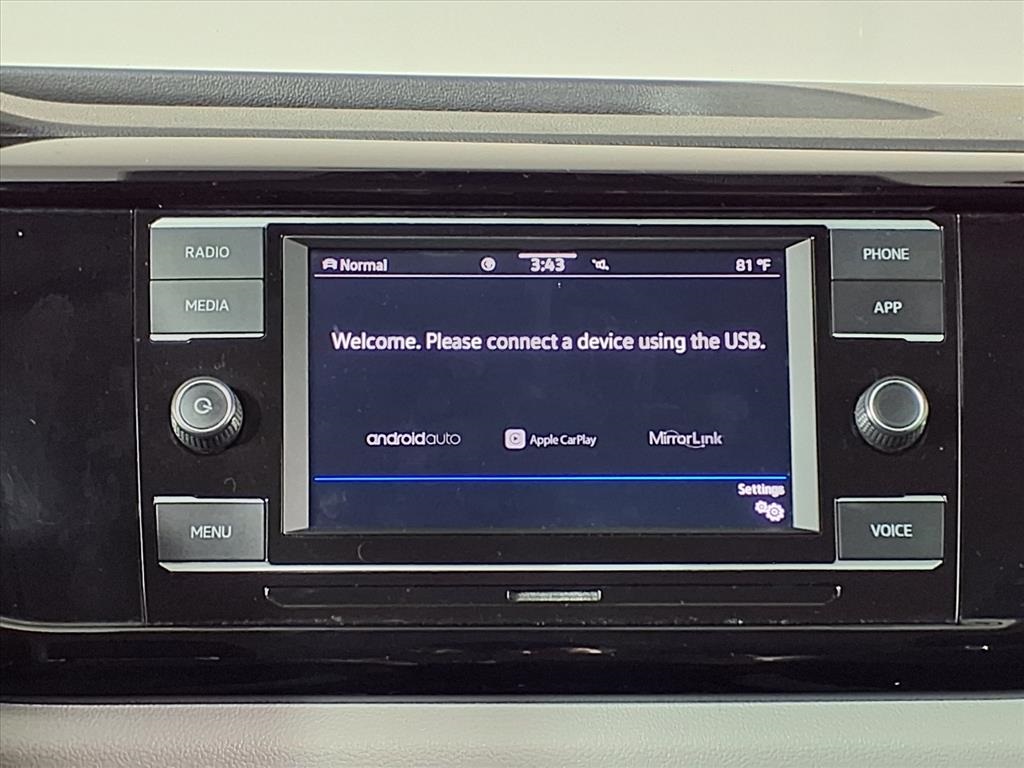 RADIO
MEDIA
MENU
Normal
3:43
81 °F
Welcome. Please connect a device using the USB.
androidauto
Apple CarPlay
MirrorLink
Settings
PHONE
APP
VOICE